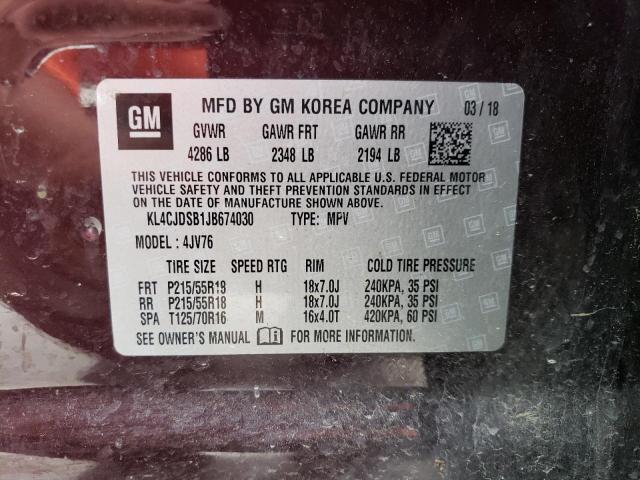 GM MFD BY GM KOREA COMPANY 03/18
GVWR GAWR FRT GAWR RR
4286 LB 2348 LB 2194 LB
THIS VEHICLE CONFORMS TO ALL APPLICABLE U.S. FEDERAL MOTOR
VEHICLE SAFETY AND THEFT PREVENTION STANDARDS IN EFFECT
ON THE DATE OF MANUFACTURE SHOWN ABOVE.
KL4CJDSB1JB674030 TYPE: MPV
MODEL: 4JV76
TIRE SIZE SPEED RTG RIM COLD TIRE PRESSURE
FRT P215/55R18 H 18x7.0J 240KPA, 35 PSI
RR P215/55R18 H 18x7.0J 240KPA, 35 PSI
SPA T125/70R16 M 16x4.0T 420KPA, 60 PSI
SEE OWNER'S MANUAL FOR MORE INFORMATION.